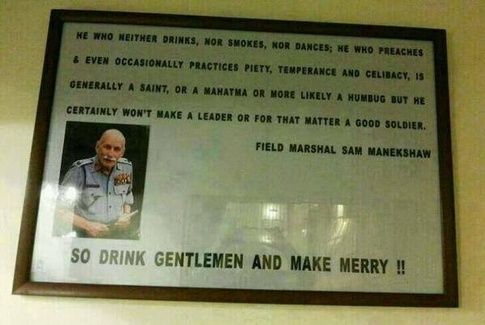 HE WHO NEITHER DRINKS, NOR SMOKES, NOR DANCES; HE WHO PREACHES
& EVEN OCCASIONALLY PRACTICES PIETY, TEMPERANCE AND CELIBACY, IS
GENERALLY A SAINT, OR A MAHATMA OR MORE LIKELY A HUMBUG BUT HE
CERTAINLY WON'T MAKE A LEADER OR FOR THAT MATTER A GOOD SOLDIER.
FIELD MARSHAL SAM MANEKSHAW
SO DRINK GENTLEMEN AND MAKE MERRY !!